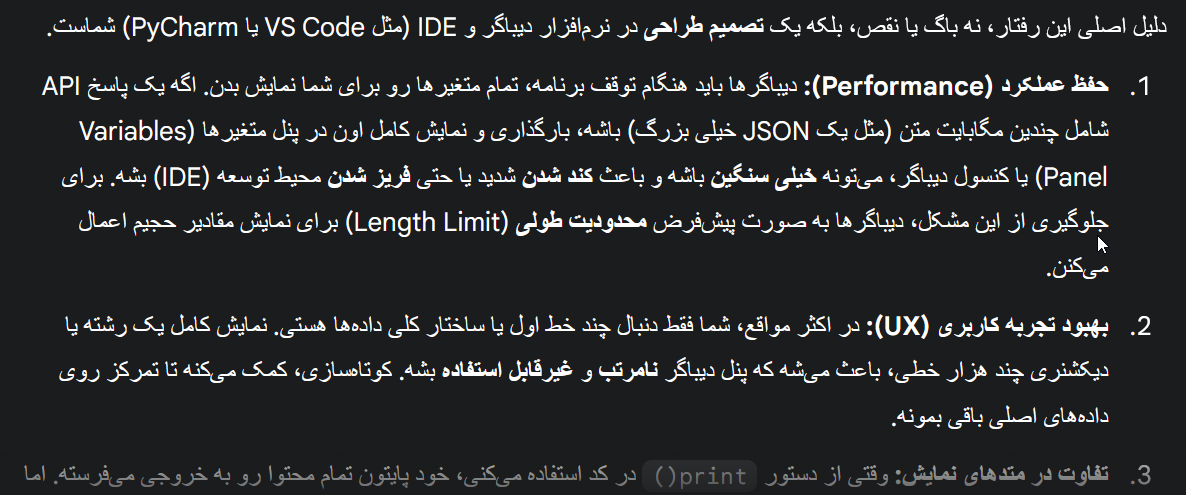 دلیل اصلی این رفتار، نه باگ یا نقص، بلکه یک تصمیم طراحی در نرم‌افزار دیباگر و IDE (مثل VS Code یا PyCharm) شماست.
1. حفظ عملکرد (Performance): دیباگرها باید هنگام توقف برنامه، تمام متغیرها رو برای شما نمایش بدن. اگه یک پاسخ API
شامل چندین مگابایت متن (مثل یک JSON خیلی بزرگ) باشه، بارگذاری و نمایش کامل اون در پنل متغیرها (Variables
Panel) یا کنسول دیباگر، می‌تونه خیلی سنگین باشه و باعث کند شدن شدید یا حتی فریز شدن محیط توسعه (IDE) بشه. برای
جلوگیری از این مشکل، دیباگرها به صورت پیش‌فرض محدودیت طولی (Length Limit) برای نمایش مقادیر حجیم اعمال
می‌کنن.
2. بهبود تجربه کاربری (UX): در اکثر مواقع، شما فقط دنبال چند خط اول یا ساختار کلی داده‌ها هستی. نمایش کامل یک رشته یا
دیکشنری چند هزار خطی، باعث می‌شه که پنل دیباگر نامرتب و غیرقابل استفاده بشه. کوتاه‌سازی، کمک می‌کنه تا تمرکز روی
داده‌های اصلی باقی بمونه.
3. تفاوت در متدهای نمایش: وقتی از دستور print() در کد استفاده می‌کنی، خود پایتون تمام محتوا رو به خروجی می‌فرسته. اما